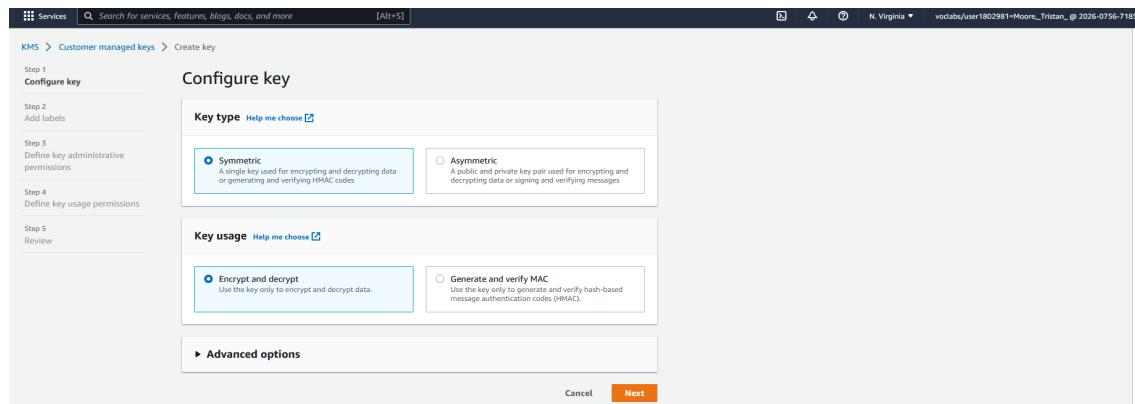 Services
Search for services, features, blogs, docs, and more
[Alt+S]
N. Virginia ▼
voclabs/user1802981=Moore,_Tristan_ @ 2026-0756-7185
KMS > Customer managed keys > Create key
Step 1
Configure key
Step 2
Add labels
Step 3
Define key administrative
permissions
Step 4
Define key usage permissions
Step 5
Review
Configure key
Key type Help me choose
Symmetric
A single key used for encrypting and decrypting data
or generating and verifying HMAC codes
Asymmetric
A public and private key pair used for encrypting and
decrypting data or signing and verifying messages
Key usage Help me choose
Encrypt and decrypt
Use the key only to encrypt and decrypt data.
Generate and verify MAC
Use the key only to generate and verify hash-based
message authentication codes (HMAC).
Advanced options
Cancel
Next